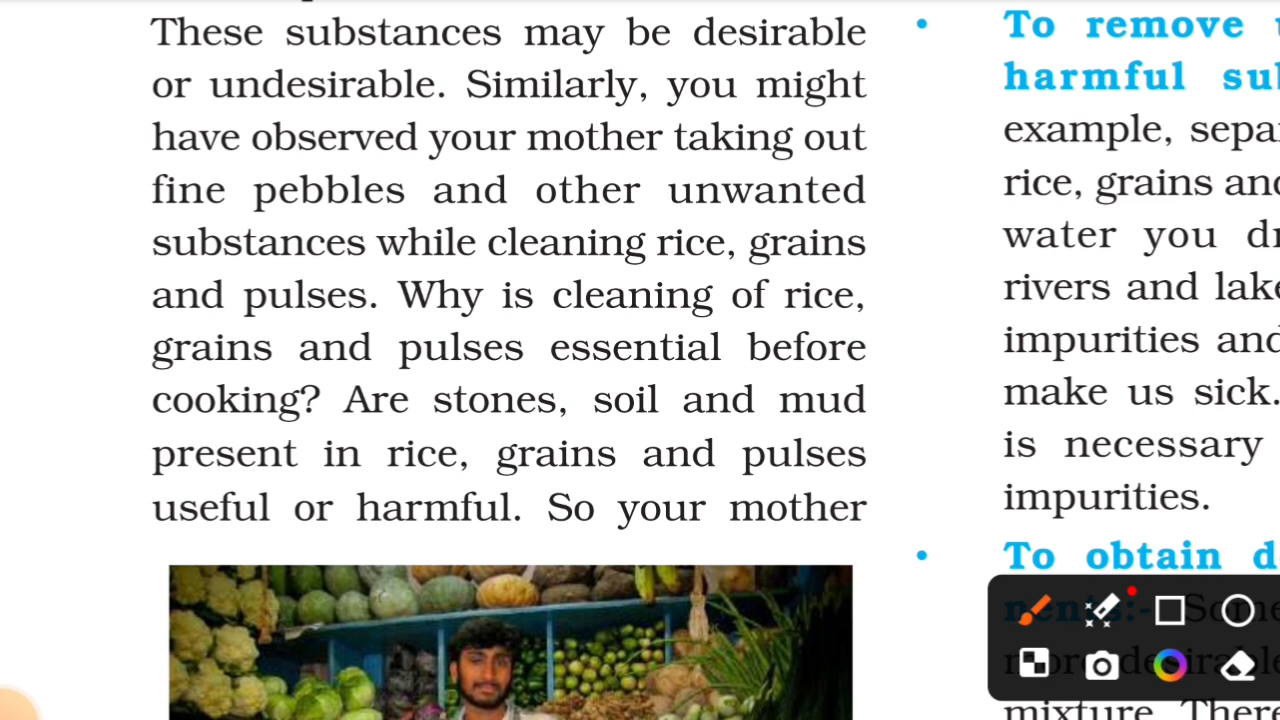 These substances may be desirable
or undesirable. Similarly, you might
have observed your mother taking out
fine pebbles and other unwanted
substances while cleaning rice, grains
and pulses. Why is cleaning of rice,
grains and pulses essential before
cooking? Are stones, soil and mud
present in rice, grains and pulses
useful or harmful. So your mother
• To remove
harmful
example,
rice, grains
water you
rivers and
impurities
make us sick.
is necessary
impurities.
• To obtain
mixture.